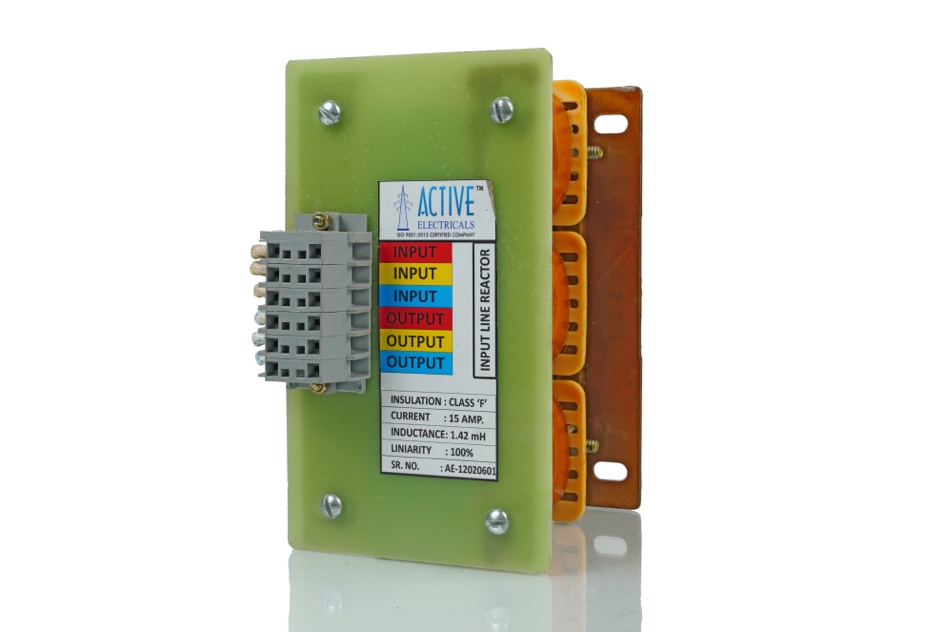 ACTIVE™
ELECTRICALS
ISO 9001:2015 CERTIFIED COMPANY
INPUT
INPUT
INPUT
OUTPUT
OUTPUT
OUTPUT
INPUT LINE REACTOR
INSULATION : CLASS 'F'
CURRENT : 15 AMP.
INDUCTANCE: 1.42 mH
LINIARITY : 100%
SR. NO. : AE-12020601